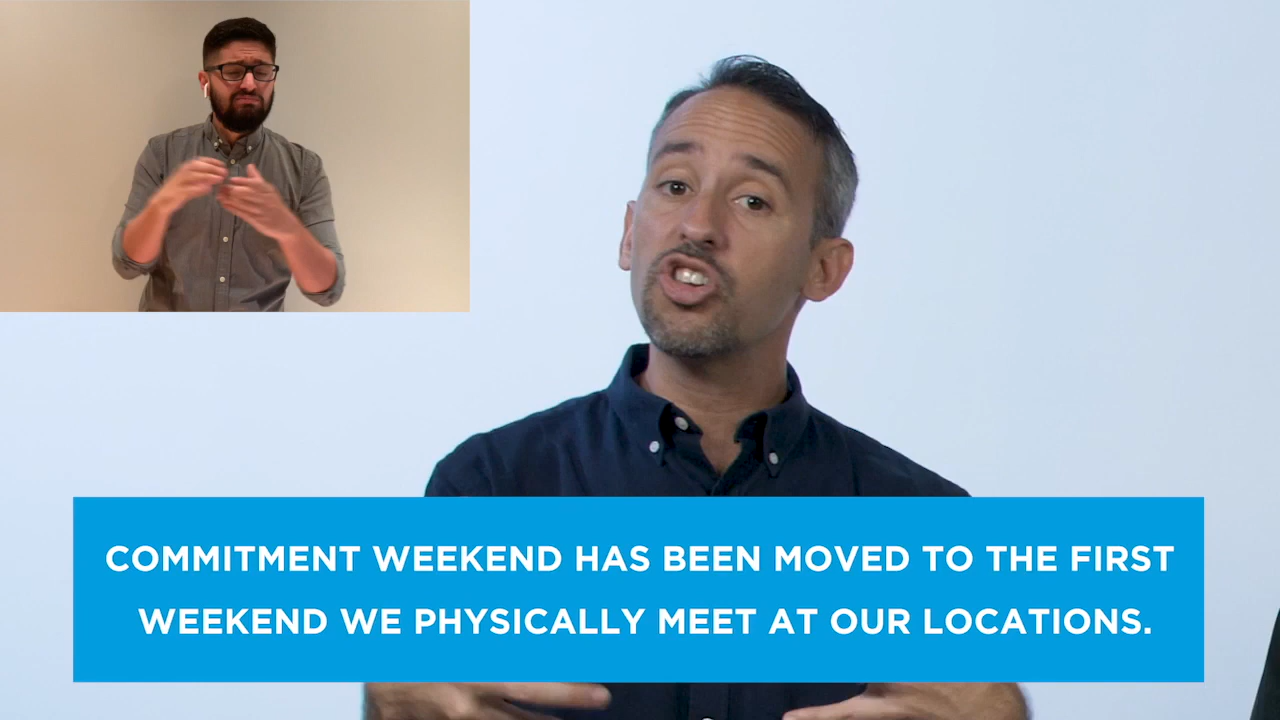 COMMITMENT WEEKEND HAS BEEN MOVED TO THE FIRST
WEEKEND WE PHYSICALLY MEET AT OUR LOCATIONS.